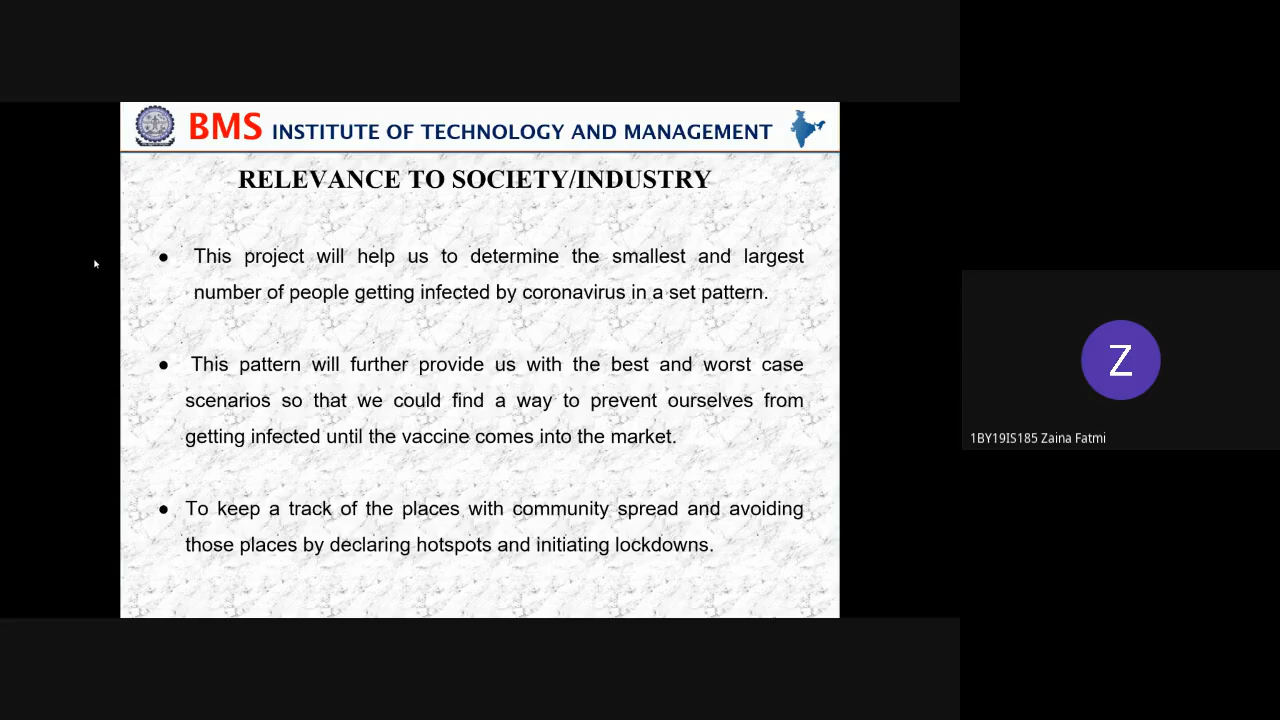 BMS INSTITUTE OF TECHNOLOGY AND MANAGEMENT
RELEVANCE TO SOCIETY/INDUSTRY
● This project will help us to determine the smallest and largest
number of people getting infected by coronavirus in a set pattern.
● This pattern will further provide us with the best and worst case
scenarios so that we could find a way to prevent ourselves from
getting infected until the vaccine comes into the market.
● To keep a track of the places with community spread and avoiding
those places by declaring hotspots and initiating lockdowns.
Z
1BY19IS185 Zaina Fatmi